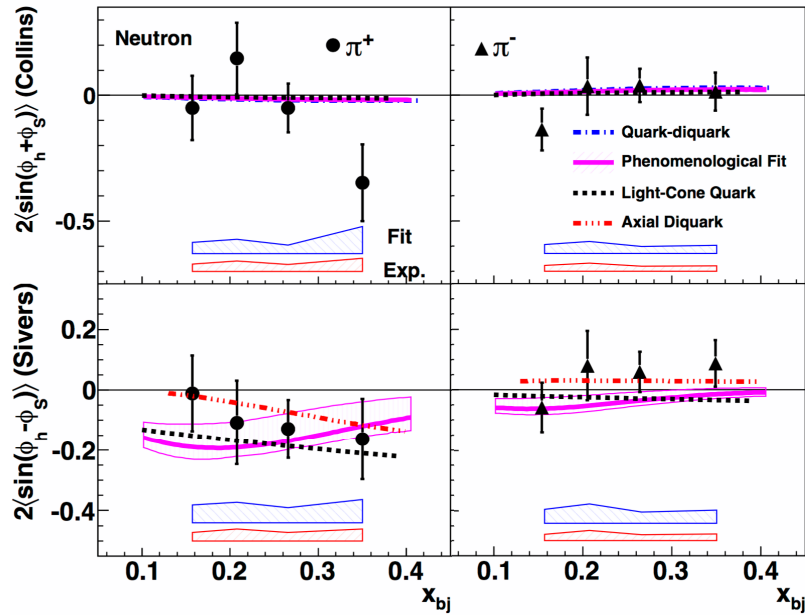 2⟨sin(ϕh+ϕS)⟩ (Collins)
Neutron
π+
π-
0
-0.5
Quark-diquark
Phenomenological Fit
Light-Cone Quark
Axial Diquark
Fit
Exp.
2⟨sin(ϕh-ϕS)⟩ (Sivers)
0.2
0
-0.2
-0.4
0.1 0.2 0.3 0.4 0.1 0.2 0.3 0.4
xbj